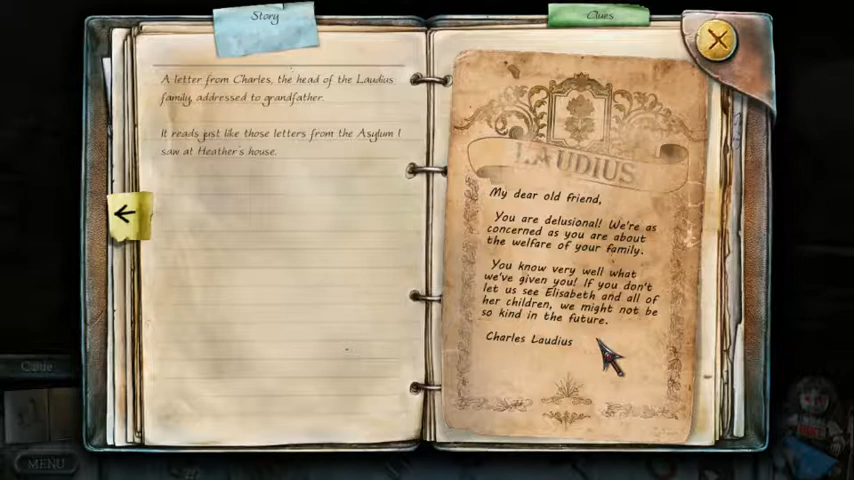 Story
Clues
A letter from Charles, the head of the Laudius
family, addressed to grandfather.
It reads just like those letters from the Asylum I
saw at Heather's house.
LAUDIUS
My dear old friend,
You are delusional! We're as
concerned as you are about
the welfare of your family.
You know very well what
we've given you! If you don't
let us see Elisabeth and all of
her children, we might not be
so kind in the future.
Charles Laudius
MENU